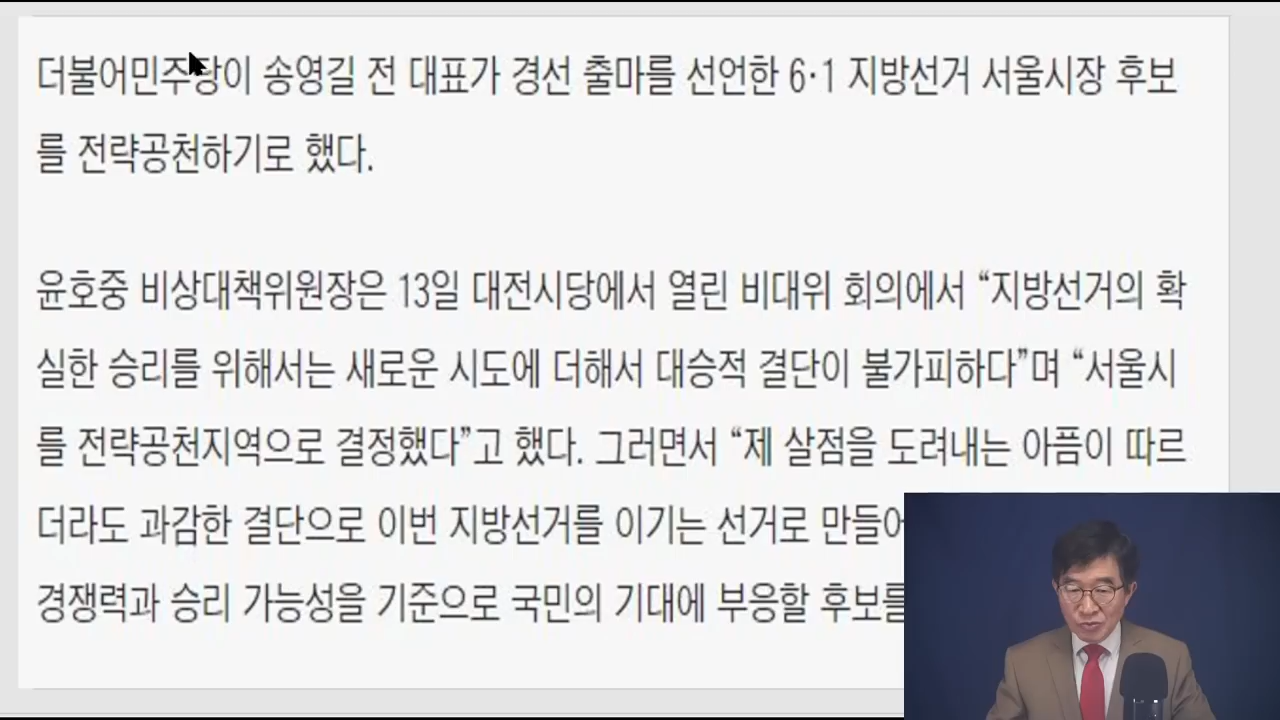 더불어민주당이 송영길 전 대표가 경선 출마를 선언한 6·1 지방선거 서울시장 후보
를 전략공천하기로 했다.
윤호중 비상대책위원장은 13일 대전시당에서 열린 비대위 회의에서 “지방선거의 확
실한 승리를 위해서는 새로운 시도에 더해서 대승적 결단이 불가피하다”며 “서울시
를 전략공천지역으로 결정했다”고 했다. 그러면서 “제 살점을 도려내는 아픔이 따르
더라도 과감한 결단으로 이번 지방선거를 이기는 선거로 만들
경쟁력과 승리 가능성을 기준으로 국민의 기대에 부응할 후보를